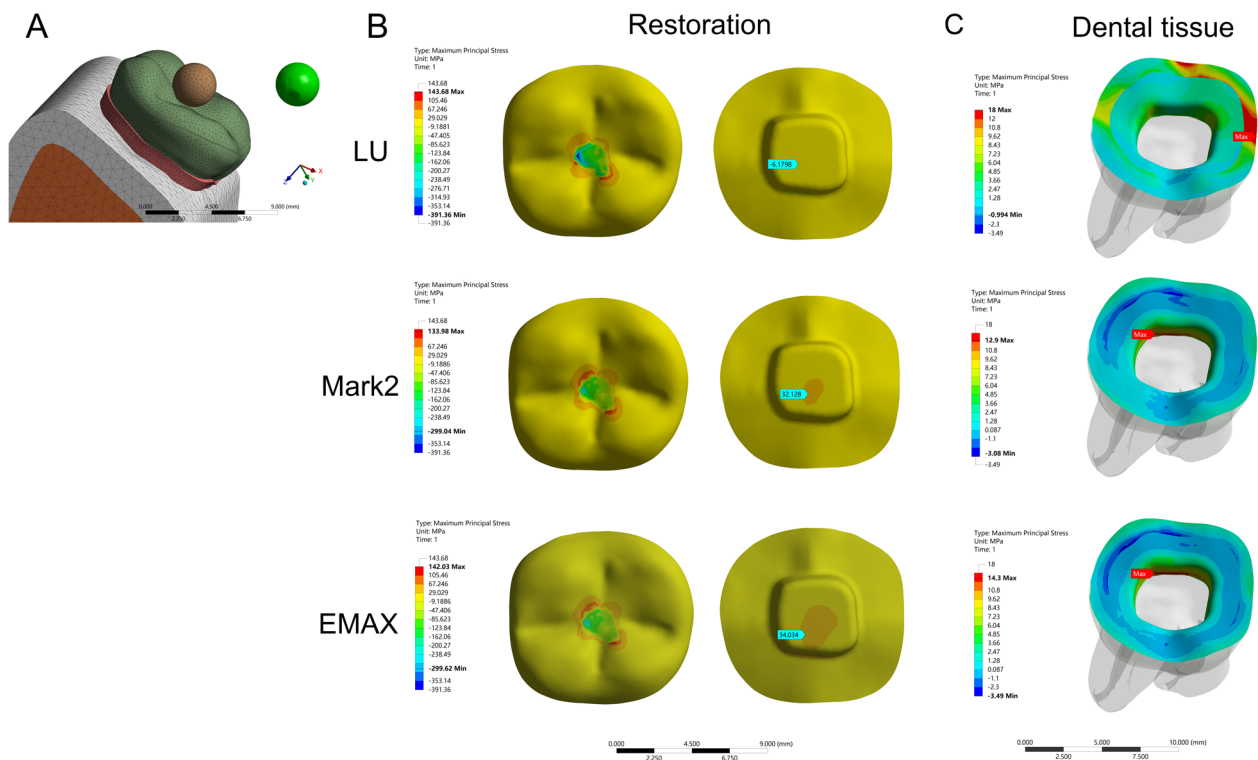 A
B
Restoration
C
Dental tissue
X
Y
Z
0.000
9.000 (mm)
2.250
6.750
LU
Type: Maximum Principal Stress
Unit: MPa
Time: 1
143.68
143.68 Max
105.46
67.246
29.029
-9.1881
-47.405
-85.623
-123.84
-162.06
-200.27
-238.49
-276.71
-314.93
-353.14
-391.36 Min
-391.36
-6.1798
Type: Maximum Principal Stress
Unit: MPa
Time: 1
18 Max
12
10.8
9.62
8.43
7.23
6.04
4.85
3.66
2.47
1.28
-0.994 Min
-2.3
-3.49
Max
Mark2
Type: Maximum Principal Stress
Unit: MPa
Time: 1
143.68
133.98 Max
67.246
29.029
-9.1886
-47.406
-85.623
-123.84
-162.06
-200.27
-238.49
-299.04 Min
-353.14
-391.36
32.128
Type: Maximum Principal Stress
Unit: MPa
Time: 1
18
12.9 Max
10.8
9.62
8.43
7.23
6.04
4.85
3.66
2.47
1.28
0.087
-1.1
-3.08 Min
-3.49
Max
EMAX
Type: Maximum Principal Stress
Unit: MPa
Time: 1
143.68
142.03 Max
105.46
67.246
29.029
-9.1886
-47.406
-85.623
-123.84
-162.06
-200.27
-238.49
-299.62 Min
-353.14
-391.36
34.034
Type: Maximum Principal Stress
Unit: MPa
Time: 1
18
14.3 Max
10.8
9.62
8.43
7.23
6.04
4.85
3.66
2.47
1.28
0.087
-1.1
-2.3
-3.49 Min
Max
0.000
4.500
9.000 (mm)
2.250
6.750
0.000
5.000
10.000 (mm)
2.500
7.500